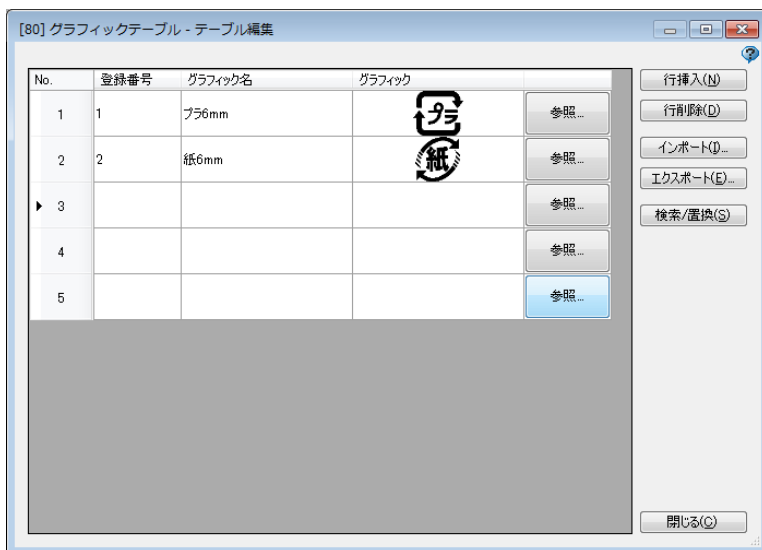 [80] グラフィックテーブル - テーブル編集
No. 登録番号 グラフィック名 グラフィック
1 1 プラ6mm プラ 参照...
2 2 紙6mm 紙 参照...
3 参照...
4 参照...
5 参照...
行挿入(N)
行削除(D)
インポート(I)...
エクスポート(E)...
検索/置換(S)
閉じる(C)